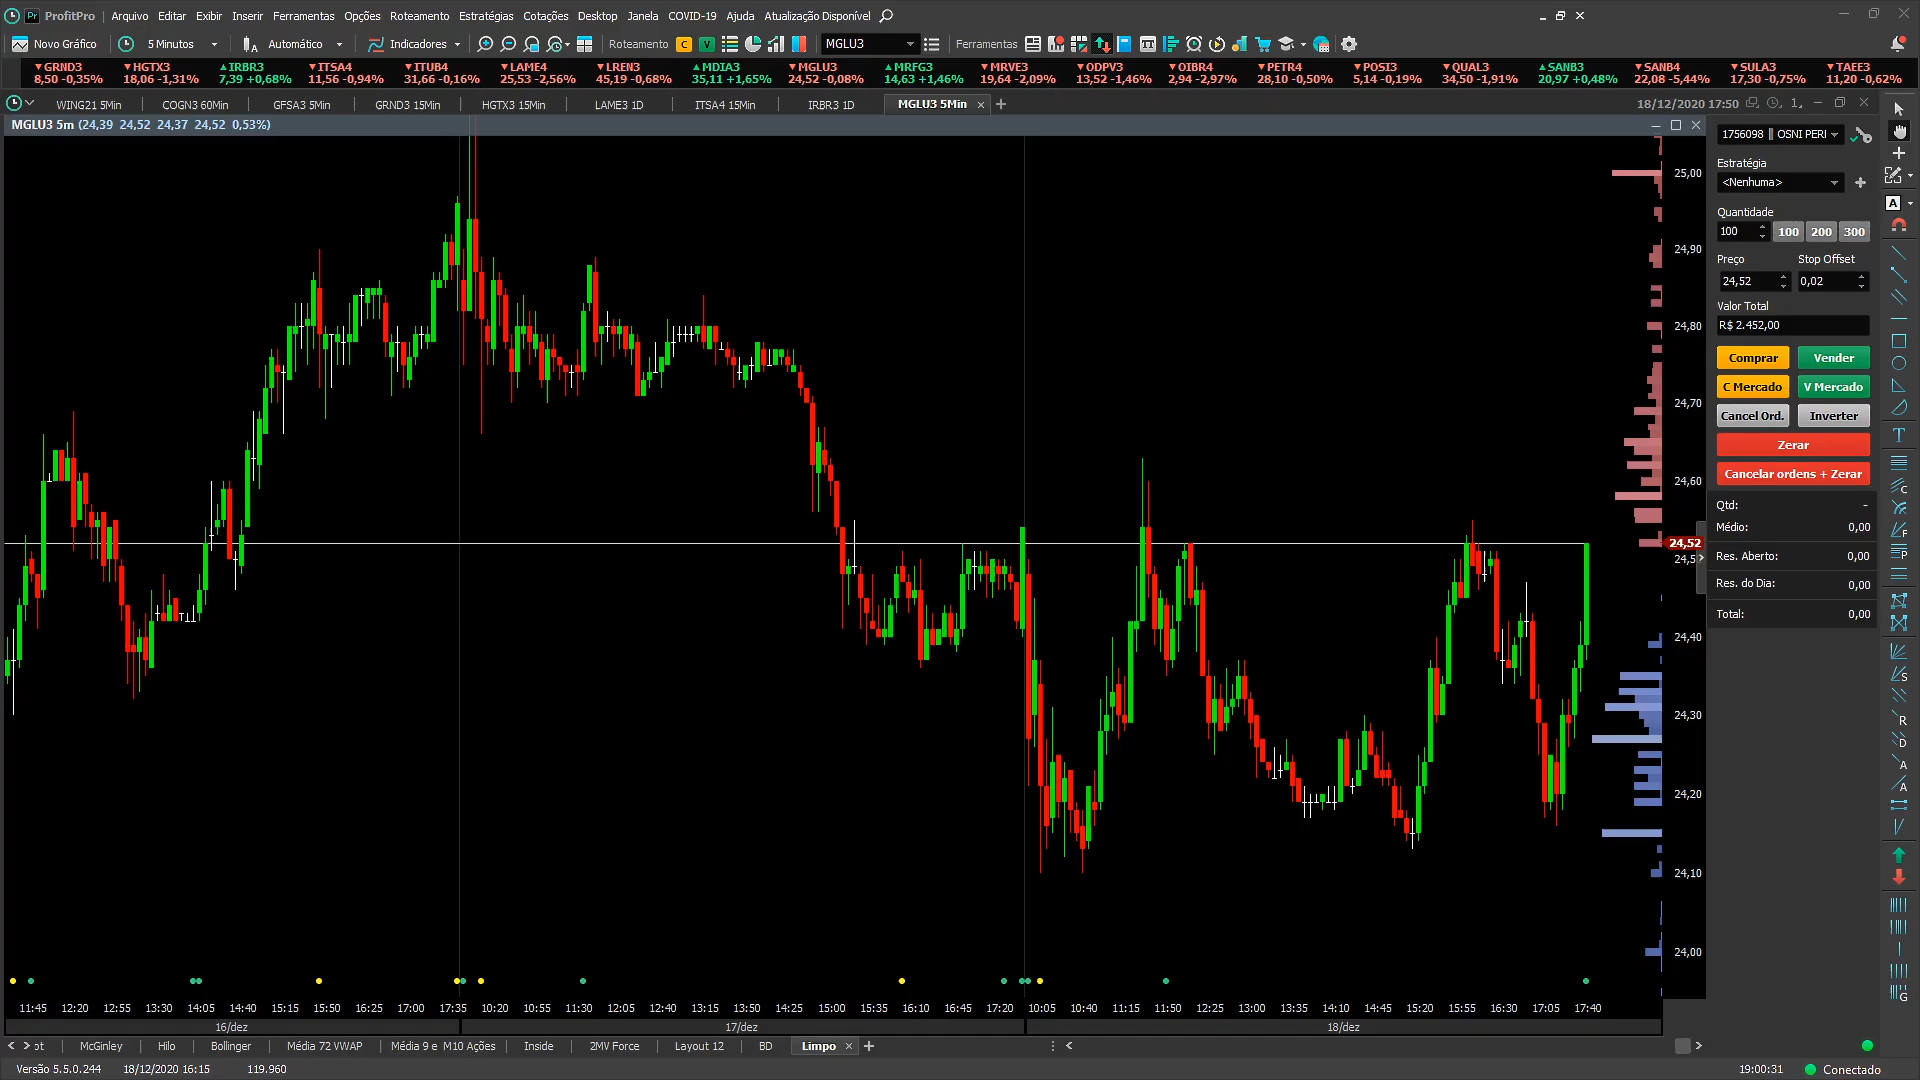 ProfitPro Arquivo Editar Exibir Inserir Ferramentas Opções Roteamento Estratégias Cotações Desktop Janela COVID-19 Ajuda Atualização Disponível
Novo Gráfico 5 Minutos Automático Indicadores Roteamento C V MGLU3 Ferramentas
GRND3 HGTX3 IRBR3 ITSA4 ITUB4 LAME4 LREN3 MDIA3 MGLU3 MRFG3 MRVE3 ODPV3 OIBR4 PETR4 POSI3 QUAL3 SANB3 SANB4 SULA3 TAEE3
8,50 -0,35% 18,06 -1,31% 7,39 +0,68% 11,56 -0,94% 31,66 -0,16% 25,53 -2,56% 45,19 -0,68% 35,11 +1,65% 24,52 -0,08% 14,63 +1,46% 19,64 -2,09% 13,52 -1,46% 2,94 -2,97% 28,10 -0,50% 5,14 -0,19% 34,50 -1,91% 20,97 +0,48% 22,08 -5,44% 17,30 -0,75% 11,20 -0,62%
WING21 5Min COGN3 60Min GFSA3 5Min GRND3 15Min HGTX3 15Min LAME3 1D ITSA4 15Min IRBR3 1D MGLU3 5Min 18/12/2020 17:50
MGLU3 5m (24,39 24,52 24,37 24,52 0,53%)
25,00
24,90
24,80
24,70
24,60
24,52
24,5
24,40
24,30
24,20
24,10
24,00
1756098 || OSNI PERI
Estratégia
<Nenhuma>
Quantidade
100 100 200 300
Preço Stop Offset
24,52 0,02
Valor Total
R$ 2.452,00
Comprar Vender
C Mercado V Mercado
Cancel Ord. Inverter
Zerar
Cancelar ordens + Zerar
Qtd: -
Médio: 0,00
Res. Aberto: 0,00
Res. do Dia: 0,00
Total: 0,00
11:45 12:20 12:55 13:30 14:05 14:40 15:15 15:50 16:25 17:00 17:35 10:20 10:55 11:30 12:05 12:40 13:15 13:50 14:25 15:00 15:35 16:10 16:45 17:20 10:05 10:40 11:15 11:50 12:25 13:00 13:35 14:10 14:45 15:20 15:55 16:30 17:05 17:40
16/dez 17/dez 18/dez
ot McGinley Hilo Bollinger Média 72 VWAP Média 9 e M10 Ações Inside 2MV Force Layout 12 BD Limpo
Versão 5.5.0.244 18/12/2020 16:15 119.960 19:00:31 Conectado